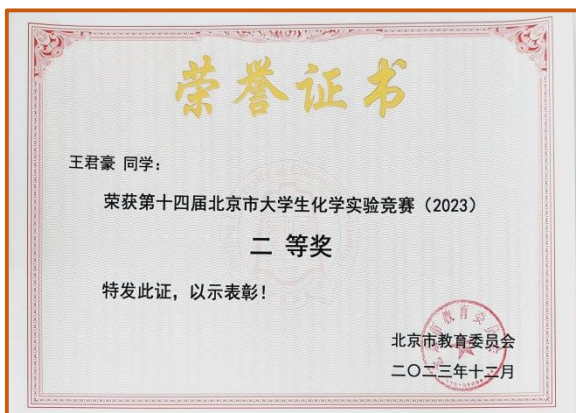 荣誉证书
王君豪 同学：
荣获第十四届北京市大学生化学实验竞赛（2023）
二 等奖
特发此证，以示表彰！
北京市教育委员会
二〇二三年十二月